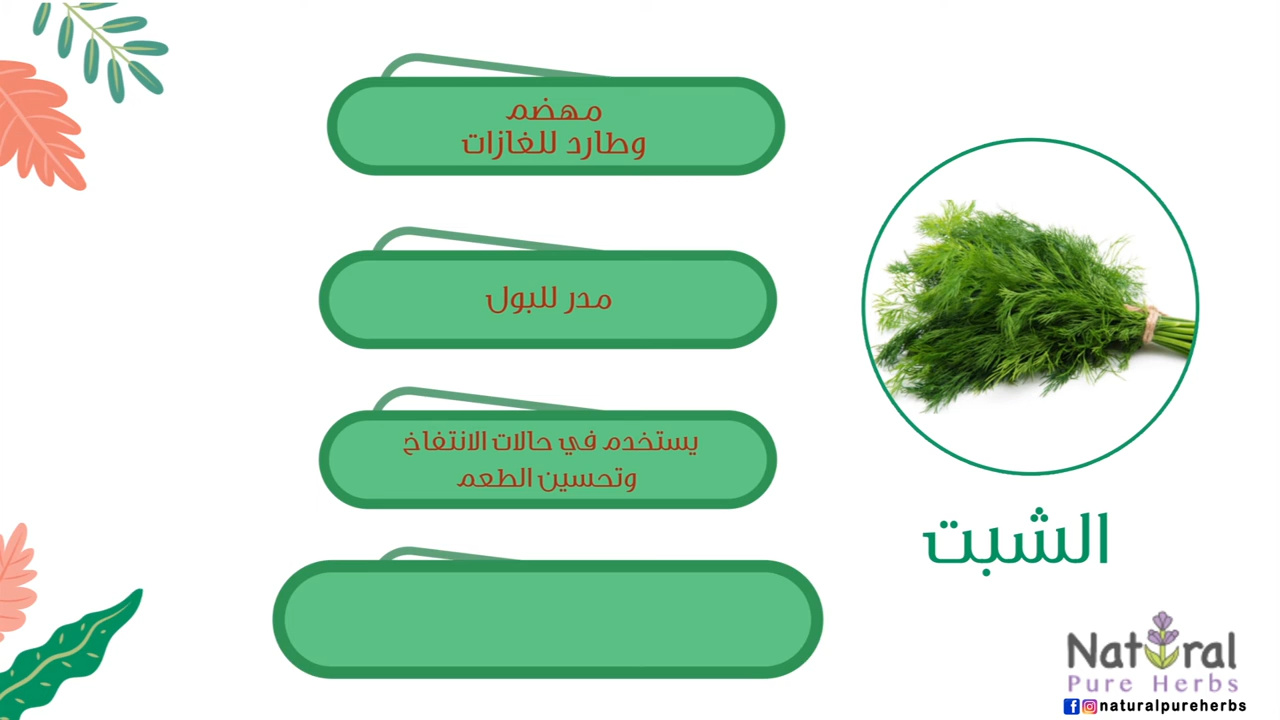 مهضم
وطارد للغازات
مدر للبول
يستخدم في حالات الانتفاخ
وتحسين الطعم
الشبت
Natural
Pure Herbs
@naturalpureherbs